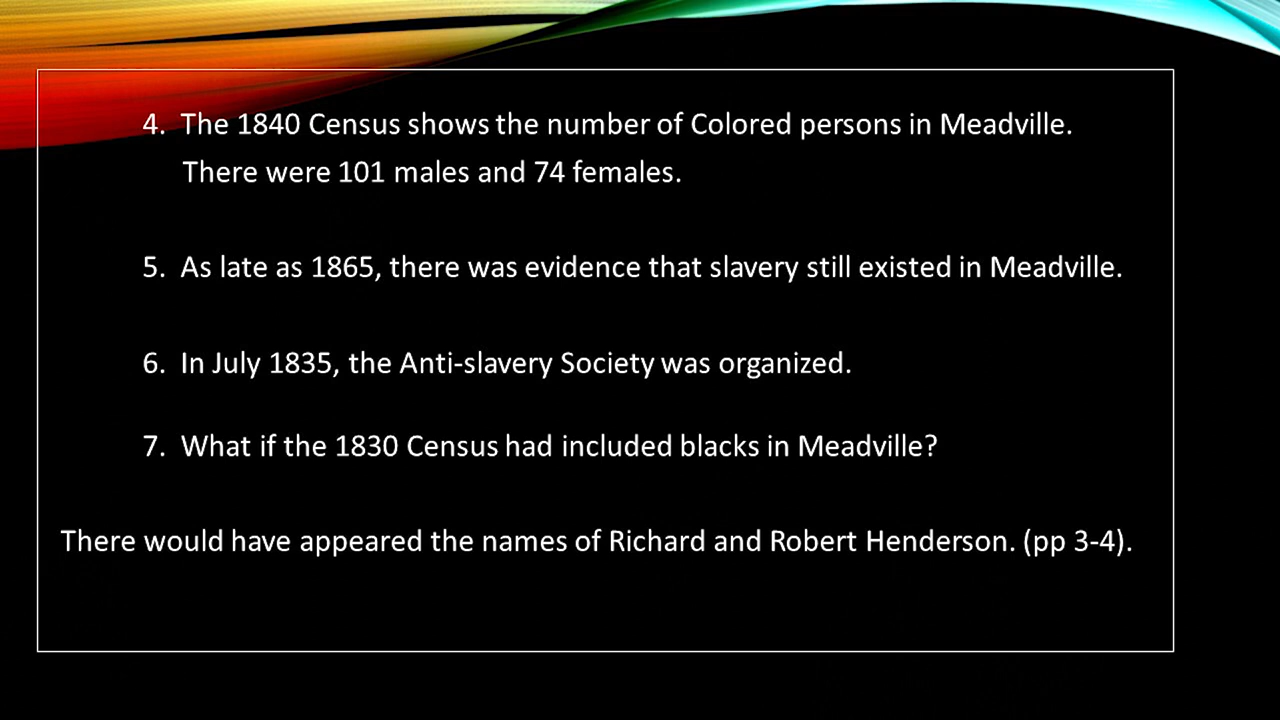 4. The 1840 Census shows the number of Colored persons in Meadville.
There were 101 males and 74 females.
5. As late as 1865, there was evidence that slavery still existed in Meadville.
6. In July 1835, the Anti-slavery Society was organized.
7. What if the 1830 Census had included blacks in Meadville?
There would have appeared the names of Richard and Robert Henderson. (pp 3-4).